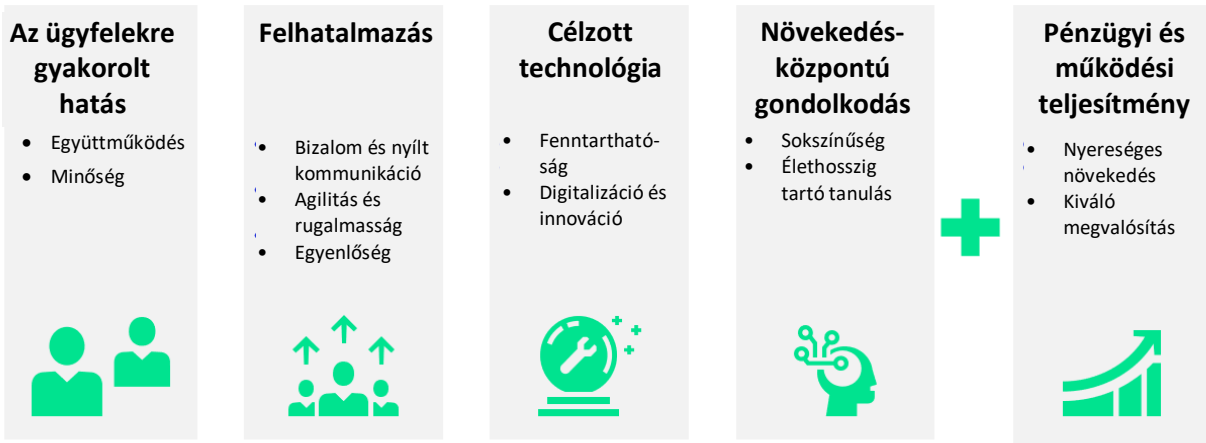 Az ügyfelekre
gyakorolt
hatás
• Együttműködés
• Minőség
Felhatalmazás
• Bizalom és nyílt
kommunikáció
• Agilitás és
rugalmasság
• Egyenlőség
Célzott
technológia
• Fenntartható-
ság
• Digitalizáció és
innováció
Növekedés-
központú
gondolkodás
• Sokszínűség
• Élethosszig
tartó tanulás
Pénzügyi és
működési
teljesítmény
• Nyereséges
növekedés
• Kiváló
megvalósítás